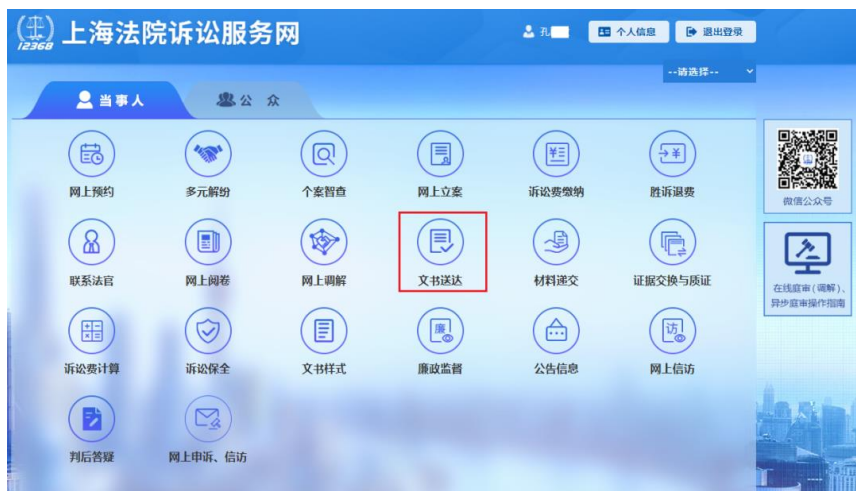 12368 上海法院诉讼服务网
孔 个人信息 退出登录
--请选择--
当事人 公 众
网上预约 多元解纷 个案智查 网上立案 诉讼费缴纳 胜诉退费
微信公众号
联系法官 网上阅卷 网上调解 文书送达 材料递交 证据交换与质证
在线庭审(调解)、
异步庭审操作指南
诉讼费计算 诉讼保全 文书样式 廉政监督 公告信息 网上信访
判后答疑 网上申诉、信访